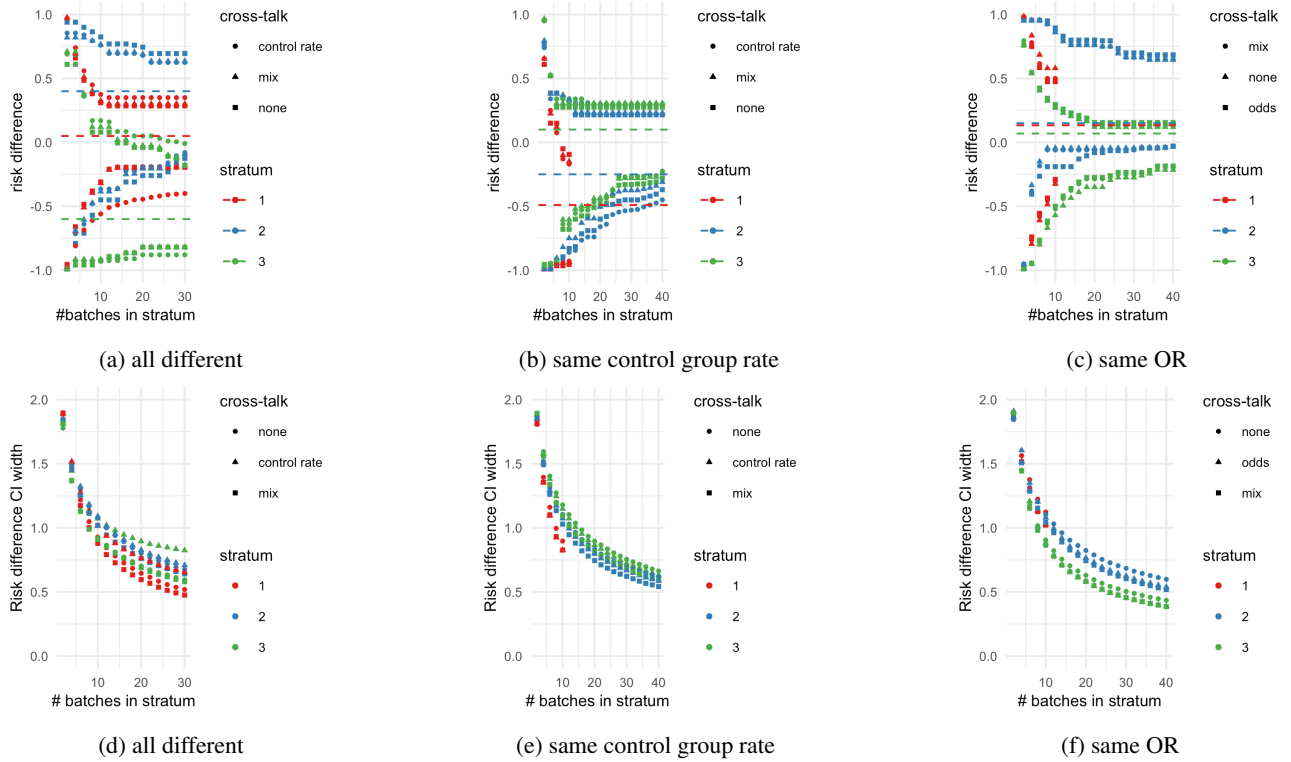 risk difference
1.0
0.5
0.0
-0.5
-1.0
10
20
30
#batches in stratum
cross-talk
control rate
mix
none
stratum
1
2
3
(a) all different
risk difference
1.0
0.5
0.0
-0.5
-1.0
10
20
30
40
#batches in stratum
cross-talk
control rate
mix
none
stratum
1
2
3
(b) same control group rate
risk difference
1.0
0.5
0.0
-0.5
-1.0
10
20
30
40
#batches in stratum
cross-talk
mix
none
odds
stratum
1
2
3
(c) same OR
Risk difference CI width
2.0
1.5
1.0
0.5
0.0
10
20
30
# batches in stratum
cross-talk
none
control rate
mix
stratum
1
2
3
(d) all different
Risk difference CI width
2.0
1.5
1.0
0.5
0.0
10
20
30
40
# batches in stratum
cross-talk
none
control rate
mix
stratum
1
2
3
(e) same control group rate
Risk difference CI width
2.0
1.5
1.0
0.5
0.0
10
20
30
40
# batches in stratum
cross-talk
none
odds
mix
stratum
1
2
3
(f) same OR